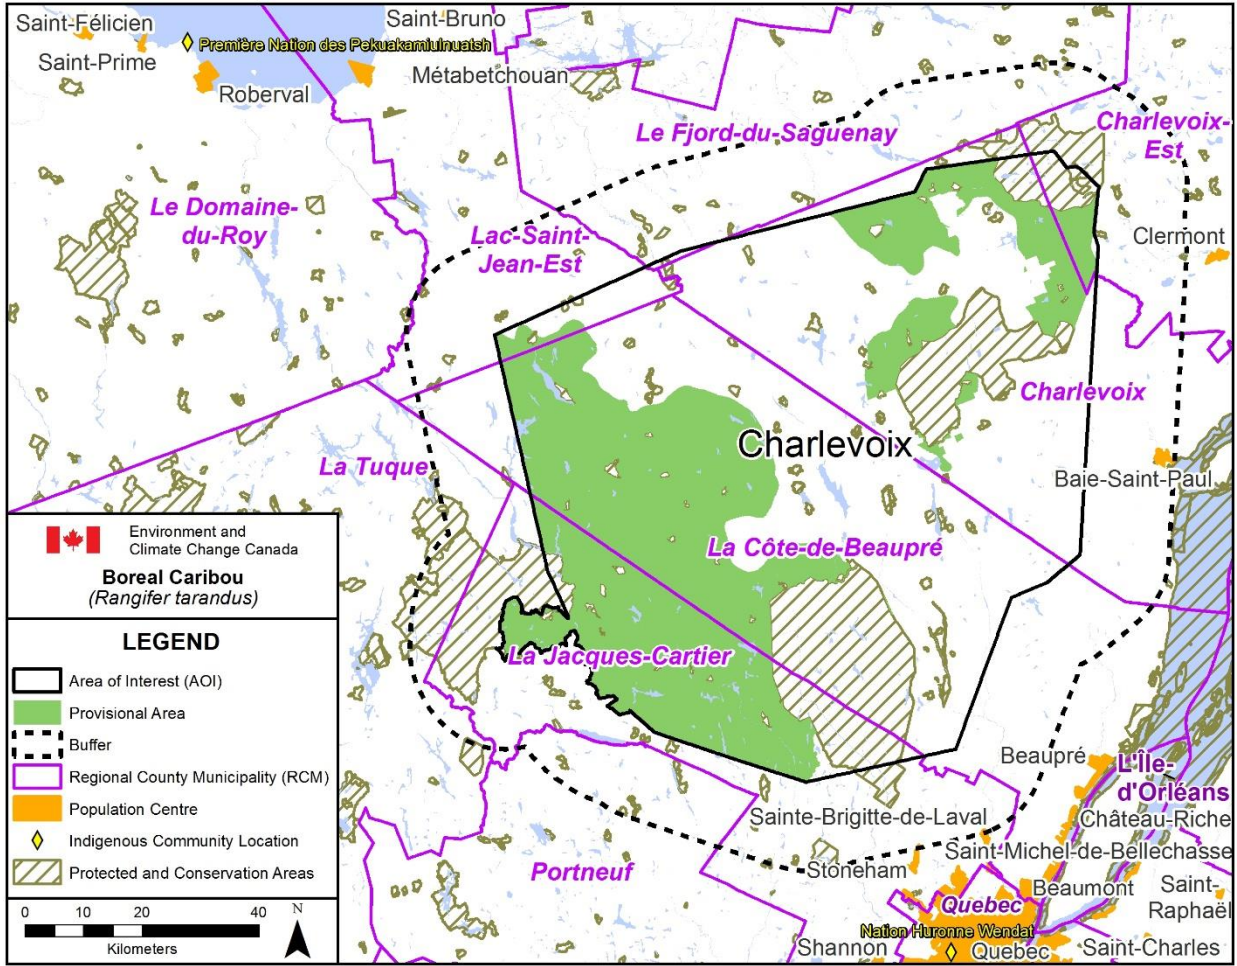 Saint-Félicien
Saint-Bruno
Première Nation des Pekuakamiulnuatsh
Saint-Prime
Métabetchouan
Roberval
Le Fjord-du-Saguenay
Charlevoix-
Est
Le Domaine-
du-Roy
Lac-Saint-
Jean-Est
Clermont
Charlevoix
Charlevoix
La Tuque
Baie-Saint-Paul
La Côte-de-Beaupré
La Jacques-Cartier
Beaupré
L'Île-
d'Orléans
Sainte-Brigitte-de-Laval
Château-Riche
Saint-Michel-de-Bellechasse
Stoneham
Portneuf
Beaumont
Saint-
Raphaël
Quebec
Nation Huronne Wendat
Shannon
Quebec
Saint-Charles
Environment and
Climate Change Canada
Boreal Caribou
(Rangifer tarandus)
LEGEND
Area of Interest (AOI)
Provisional Area
Buffer
Regional County Municipality (RCM)
Population Centre
Indigenous Community Location
Protected and Conservation Areas
0 10 20 40
Kilometers
N